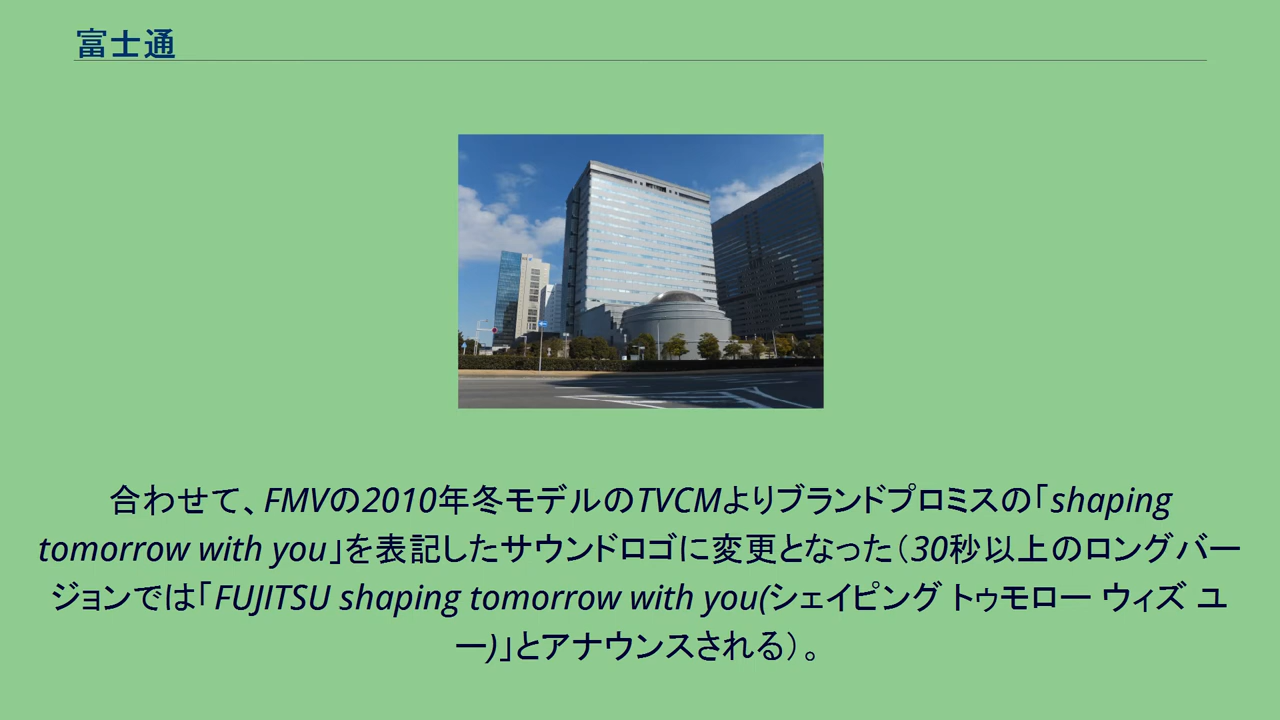 富士通
合わせて、FMVの2010年冬モデルのTVCMよりブランドプロミスの「shaping
tomorrow with you」を表記したサウンドロゴに変更となった（30秒以上のロングバー
ジョンでは「FUJITSU shaping tomorrow with you(シェイピング トゥモロー ウィズ ユ
ー)」とアナウンスされる）。